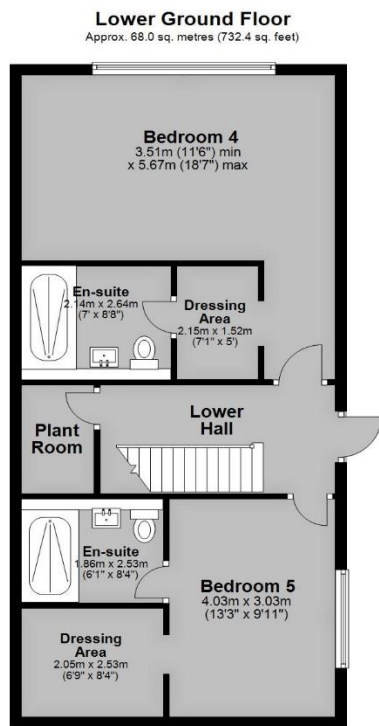 Lower Ground Floor
Approx. 68.0 sq. metres (732.4 sq. feet)
Bedroom 4
3.51m (11'6") min
x 5.67m (18'7") max
En-suite
2.14m x 2.64m
(7' x 8'8")
Dressing
Area
2.15m x 1.52m
(7'1" x 5')
Plant
Room
Lower
Hall
En-suite
1.86m x 2.53m
(6'1" x 8'4")
Bedroom 5
4.03m x 3.03m
(13'3" x 9'11")
Dressing
Area
2.05m x 2.53m
(6'9" x 8'4")